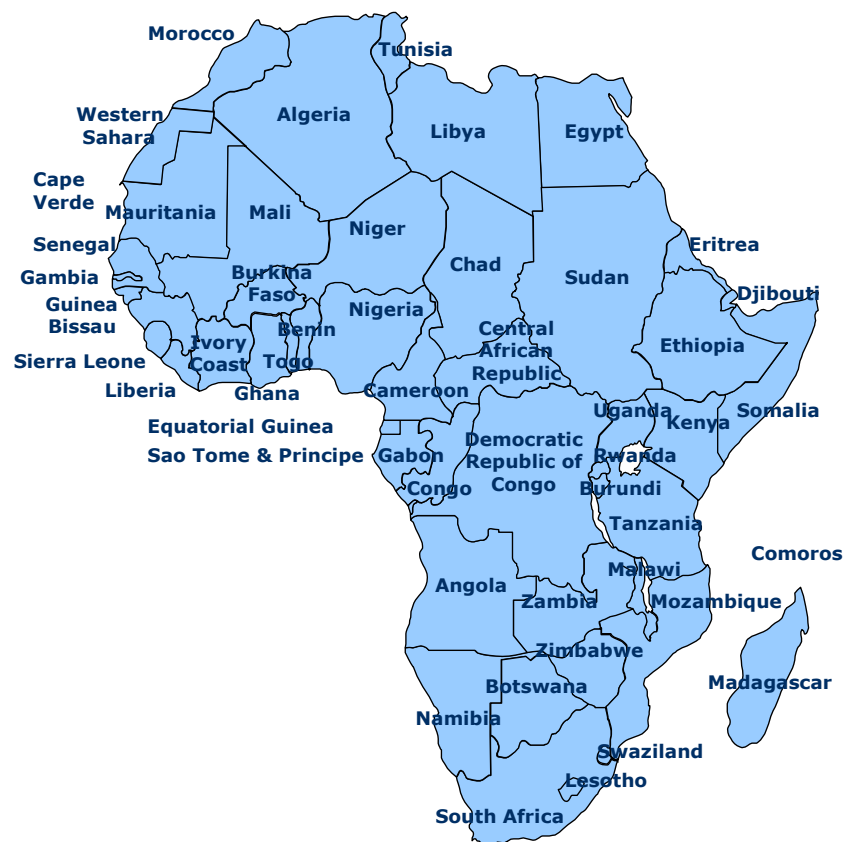 Morocco
Tunisia
Algeria
Libya
Egypt
Western
Sahara
Cape
Verde
Mauritania
Mali
Niger
Chad
Sudan
Eritrea
Senegal
Gambia
Burkina
Faso
Djibouti
Guinea
Bissau
Nigeria
Benin
Central
African
Republic
Ethiopia
Ivory
Coast
Togo
Sierra Leone
Liberia
Ghana
Cameroon
Uganda
Kenya
Somalia
Equatorial Guinea
Sao Tome & Principe
Gabon
Democratic
Republic of
Congo
Rwanda
Congo
Burundi
Tanzania
Comoros
Angola
Malawi
Zambia
Mozambique
Zimbabwe
Botswana
Madagascar
Namibia
Swaziland
Lesotho
South Africa